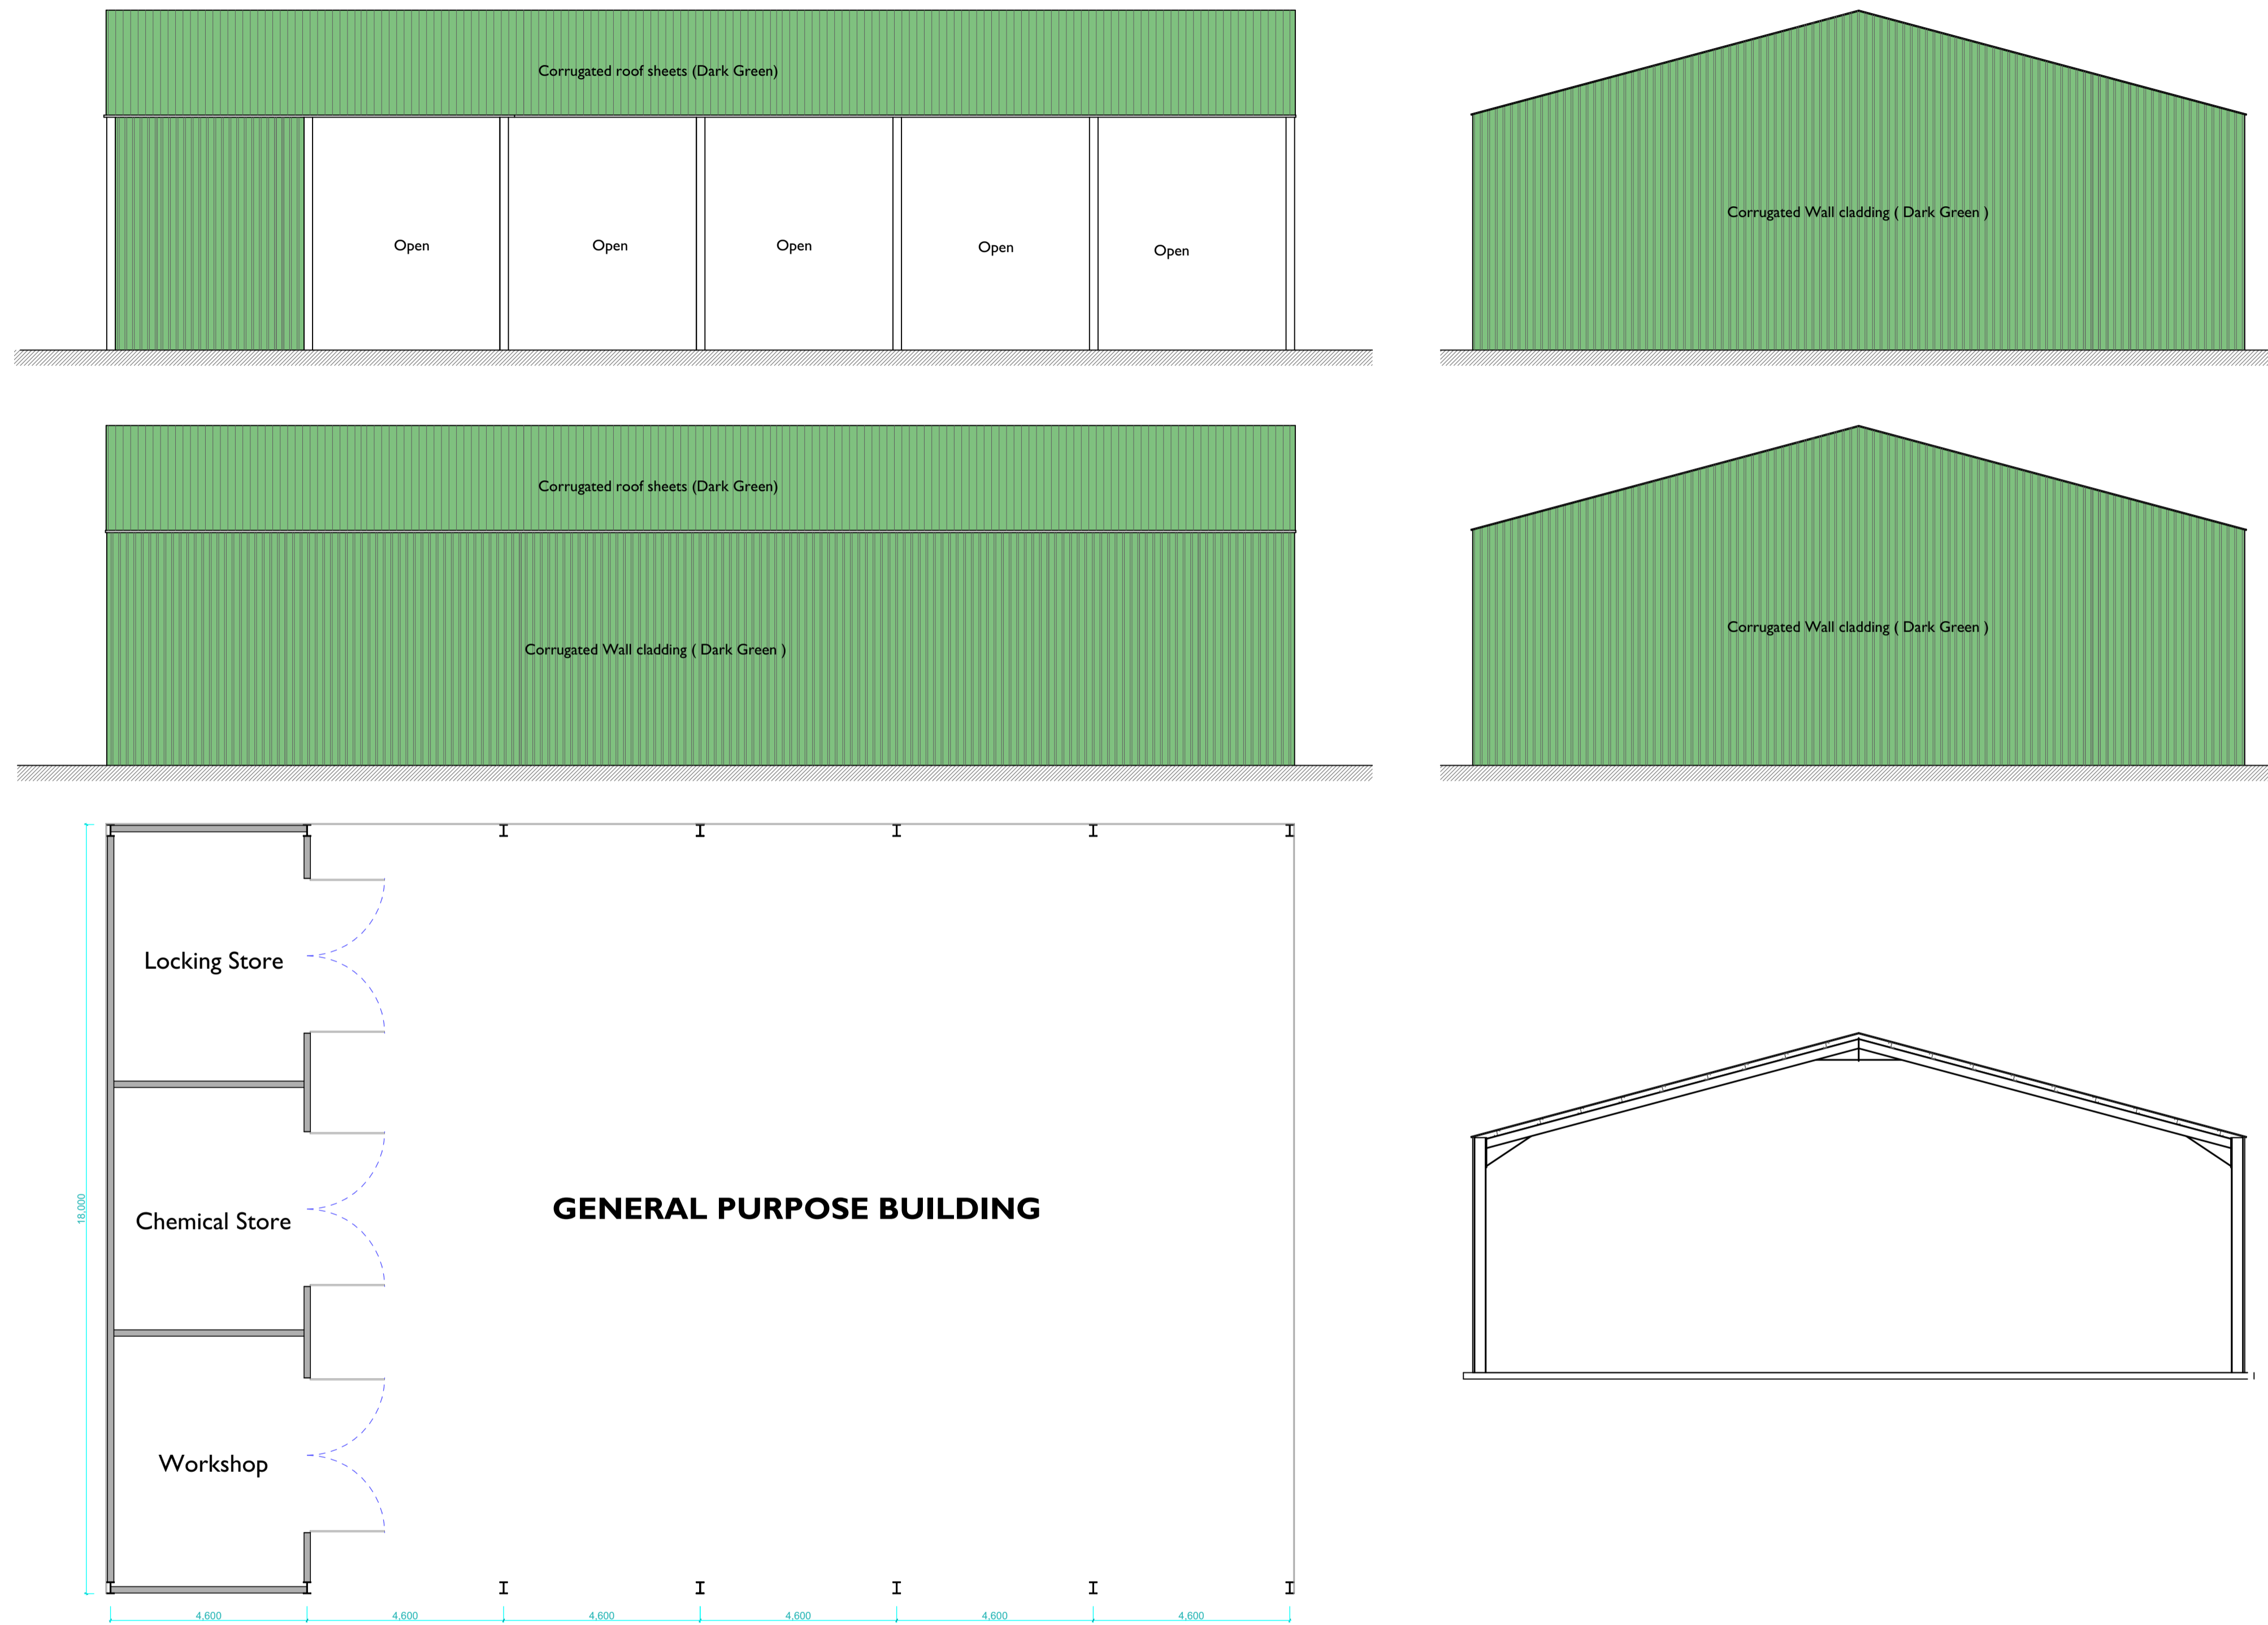 Corrugated roof sheets (Dark Green)
Open
Open
Open
Open
Open
Corrugated Wall cladding ( Dark Green )
Corrugated roof sheets (Dark Green)
Corrugated Wall cladding ( Dark Green )
Corrugated Wall cladding ( Dark Green )
Locking Store
Chemical Store
Workshop
GENERAL PURPOSE BUILDING
18,000
4,600
4,600
4,600
4,600
4,600
4,600